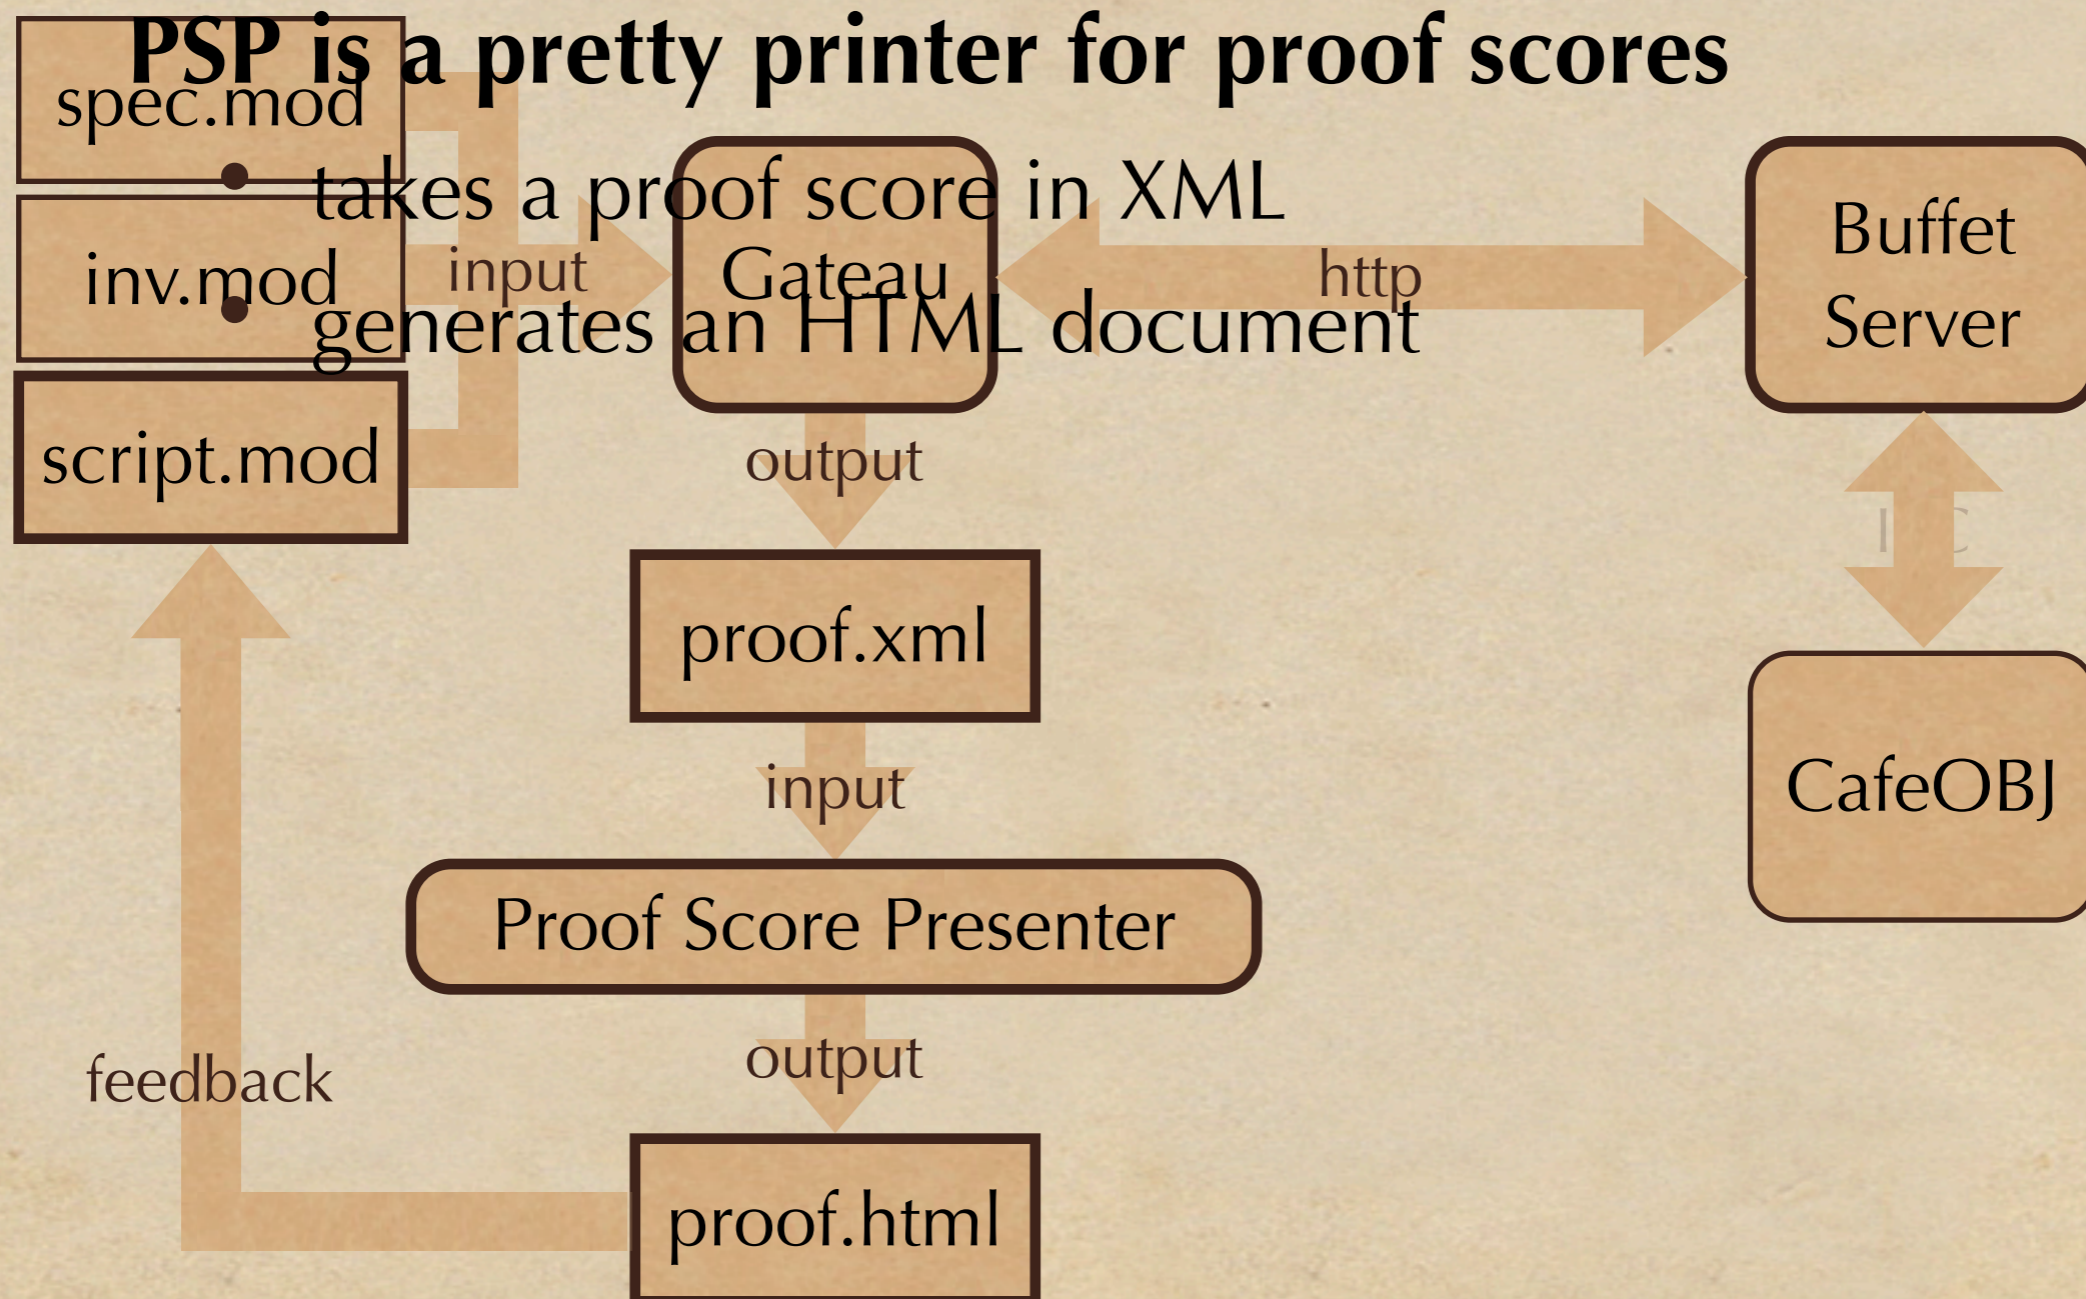 PSP is a pretty printer for proof scores
spec.mod
• takes a proof score in XML
inv.mod
input
Gateau
http
Buffet
Server
• generates an HTML document
script.mod
output
proof.xml
input
CafeOBJ
Proof Score Presenter
output
feedback
proof.html